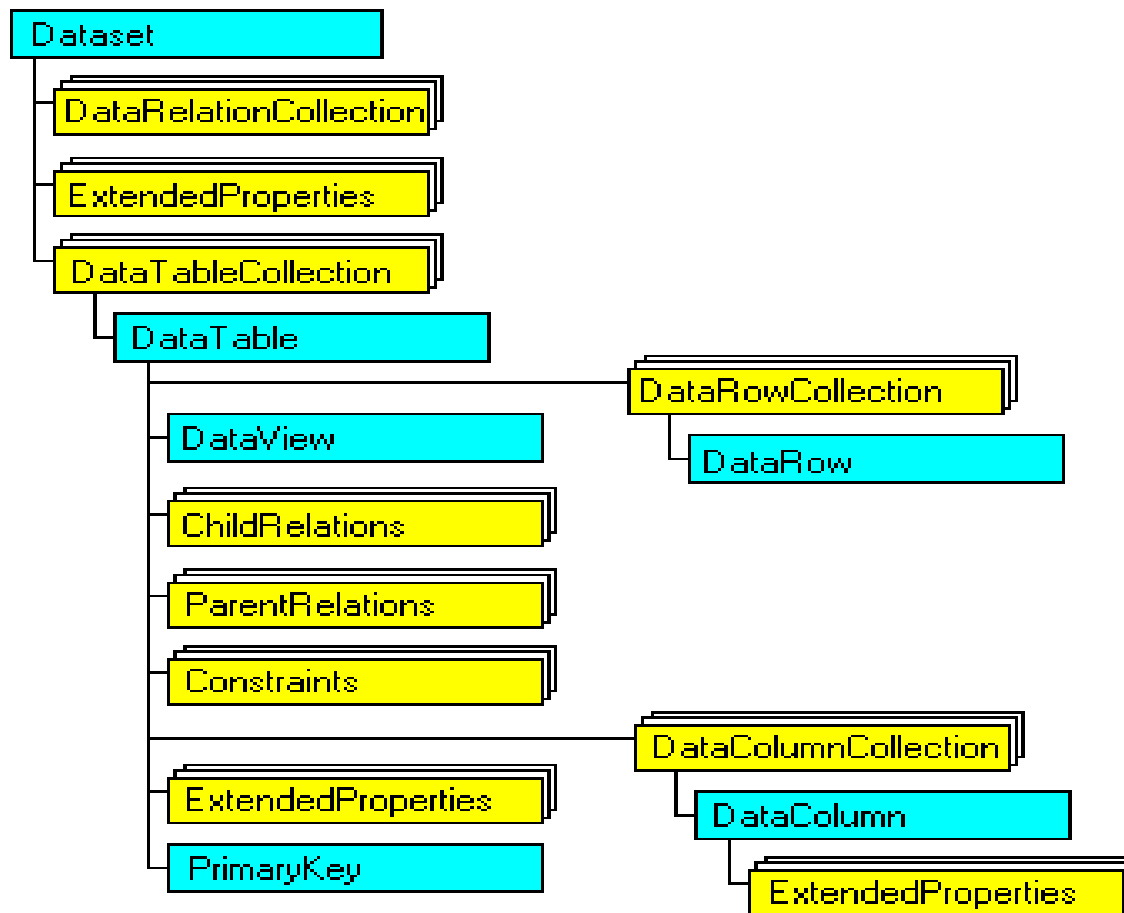 Dataset
DataRelationCollection
ExtendedProperties
DataTableCollection
DataTable
DataRowCollection
DataView
DataRow
ChildRelations
ParentRelations
Constraints
DataColumnCollection
ExtendedProperties
DataColumn
PrimaryKey
ExtendedProperties